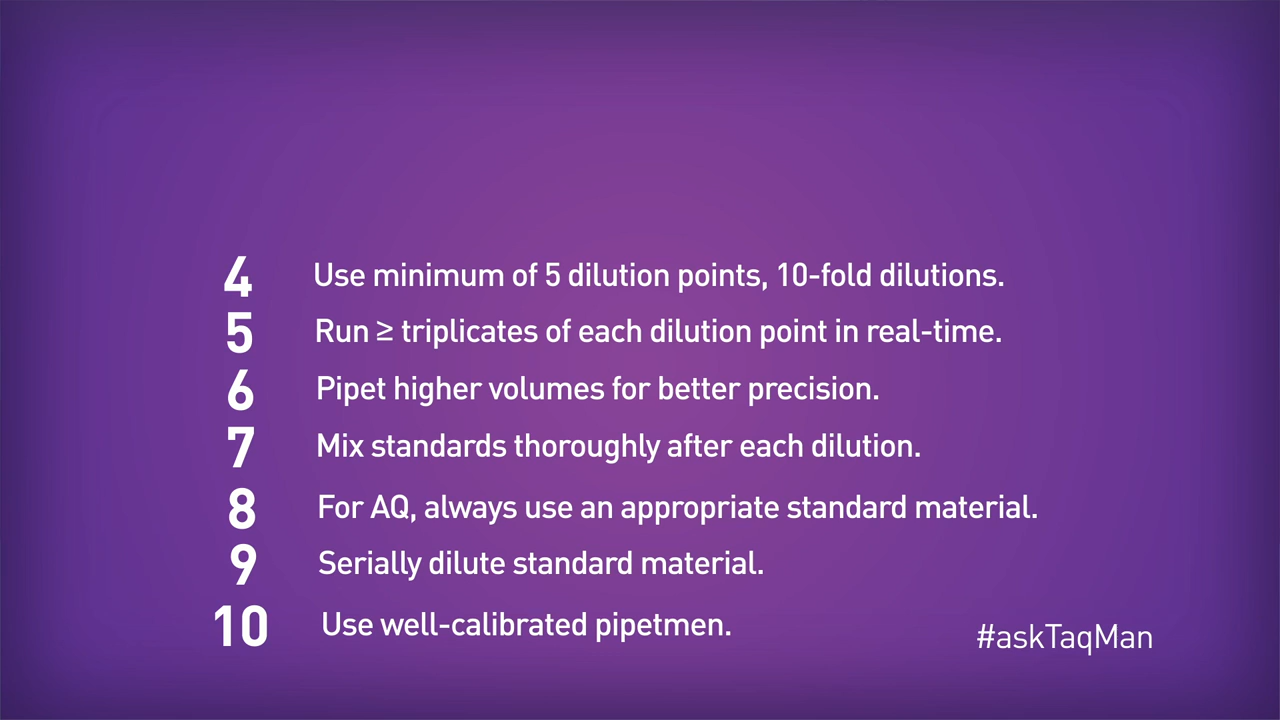 4 Use minimum of 5 dilution points, 10-fold dilutions.
5 Run ≥ triplicates of each dilution point in real-time.
6 Pipet higher volumes for better precision.
7 Mix standards thoroughly after each dilution.
8 For AQ, always use an appropriate standard material.
9 Serially dilute standard material.
10 Use well-calibrated pipetmen.
#askTaqMan